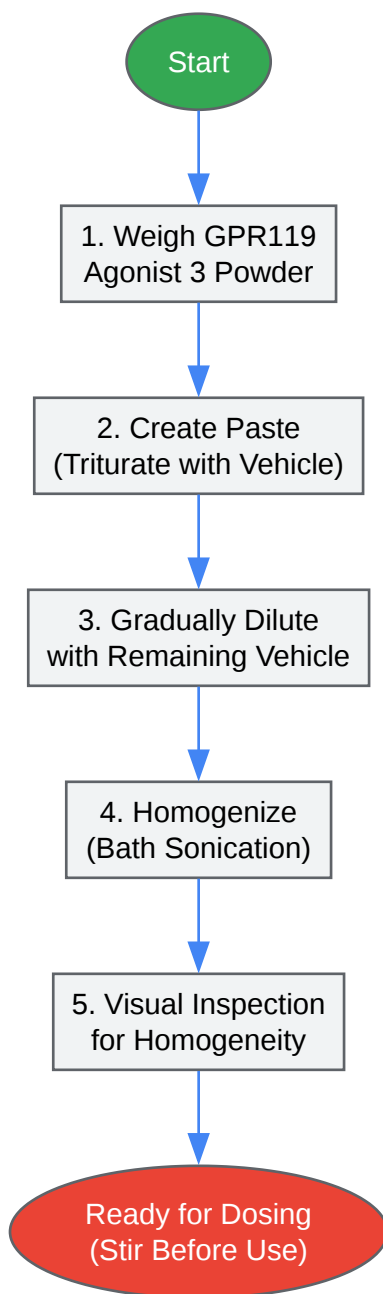 Start
1. Weigh GPR119
Agonist 3 Powder
2. Create Paste
(Triturate with Vehicle)
3. Gradually Dilute
with Remaining Vehicle
4. Homogenize
(Bath Sonication)
5. Visual Inspection
for Homogeneity
Ready for Dosing
(Stir Before Use)